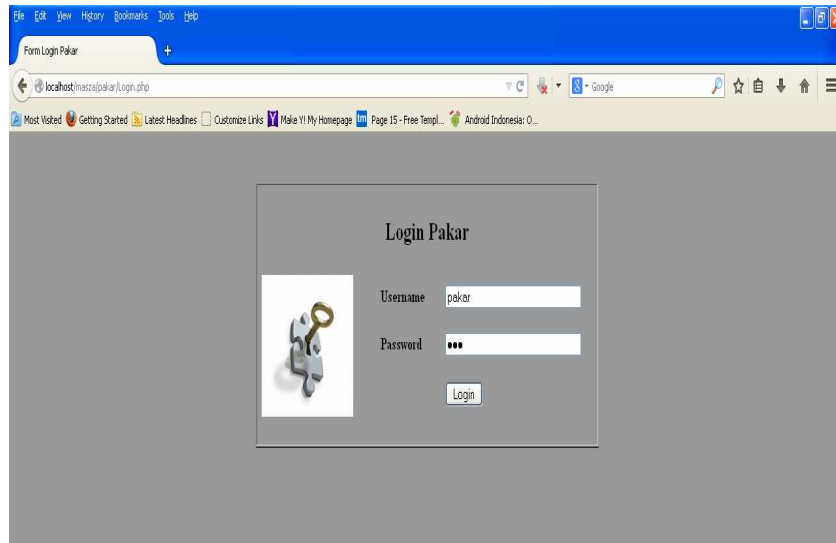 File Edit View History Bookmarks Tools Help
Form Login Pakar
localhost/masza/pakar/Login.php
Google
Most Visited Getting Started Latest Headlines Customize Links Make Y! My Homepage tm Page 15 - Free Templ... Android Indonesia: O...
Login Pakar
Username pakar
Password •••
Login